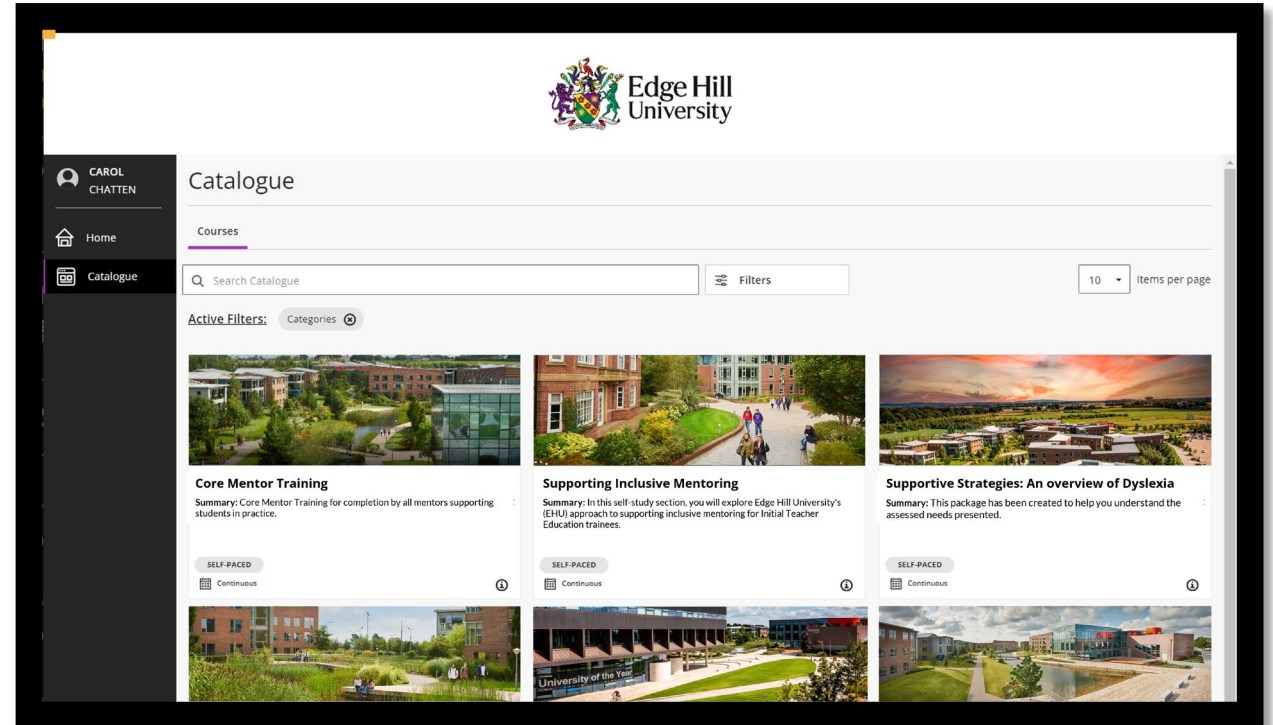 Edge Hill
University
CAROL
CHATTEN
Home
Catalogue
Catalogue
Courses
Search Catalogue
Filters
10
Items per page
Active Filters:
Categories
Core Mentor Training
Summary: Core Mentor Training for completion by all mentors supporting
students in practice.
SELF-PACED
Continuous
Supporting Inclusive Mentoring
Summary: In this self-study section, you will explore Edge Hill University's
(EHU) approach to supporting inclusive mentoring for Initial Teacher
Education trainees.
SELF-PACED
Continuous
Supportive Strategies: An overview of Dyslexia
Summary: This package has been created to help you understand the
assessed needs presented.
SELF-PACED
Continuous
University of the Year